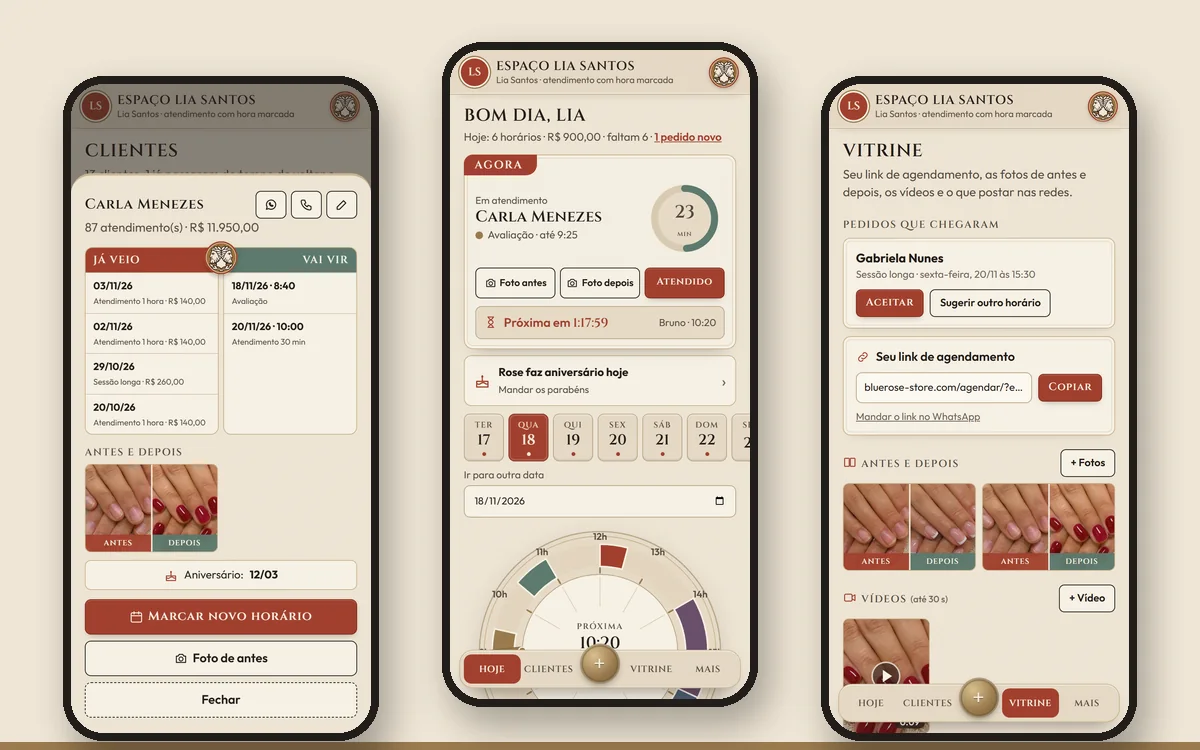 LS
ESPAÇO LIA SANTOS
Lia Santos · atendimento com hora marcada
CLIENTES
CARLA MENEZES
87 atendimento(s) · R$ 11.950,00
JÁ VEIO
VAI VIR
03/11/26
Atendimento 1 hora · R$ 140,00
02/11/26
Atendimento 1 hora · R$ 140,00
29/10/26
Sessão longa · R$ 260,00
20/10/26
Atendimento 1 hora · R$ 140,00
18/11/26 · 8:40
Avaliação
20/11/26 · 10:00
Atendimento 30 min
ANTES E DEPOIS
ANTES
DEPOIS
Aniversário: 12/03
MARCAR NOVO HORÁRIO
Foto de antes
Fechar
LS
ESPAÇO LIA SANTOS
Lia Santos · atendimento com hora marcada
BOM DIA, LIA
Hoje: 6 horários · R$ 900,00 · faltam 6 · 1 pedido novo
AGORA
Em atendimento
CARLA MENEZES
Avaliação · até 9:25
23
MIN
Foto antes
Foto depois
ATENDIDO
Próxima em 1:17:59
Bruno · 10:20
Rose faz aniversário hoje
Mandar os parabéns
TER
17
QUA
18
QUI
19
SEX
20
SÁB
21
DOM
22
Ir para outra data
18/11/2026
10h
11h
12h
13h
14h
PRÓXIMA
10:20
HOJE
CLIENTES
+
VITRINE
MAIS
LS
ESPAÇO LIA SANTOS
Lia Santos · atendimento com hora marcada
VITRINE
Seu link de agendamento, as fotos de antes e
depois, os vídeos e o que postar nas redes.
PEDIDOS QUE CHEGARAM
Gabriela Nunes
Sessão longa · sexta-feira, 20/11 às 15:30
ACEITAR
Sugerir outro horário
Seu link de agendamento
bluerose-store.com/agendar/?e...
COPIAR
Mandar o link no WhatsApp
ANTES E DEPOIS
+ Fotos
ANTES
DEPOIS
ANTES
DEPOIS
VÍDEOS (até 30 s)
+ Vídeo
HOJE
CLIENTES
+
VITRINE
MAIS